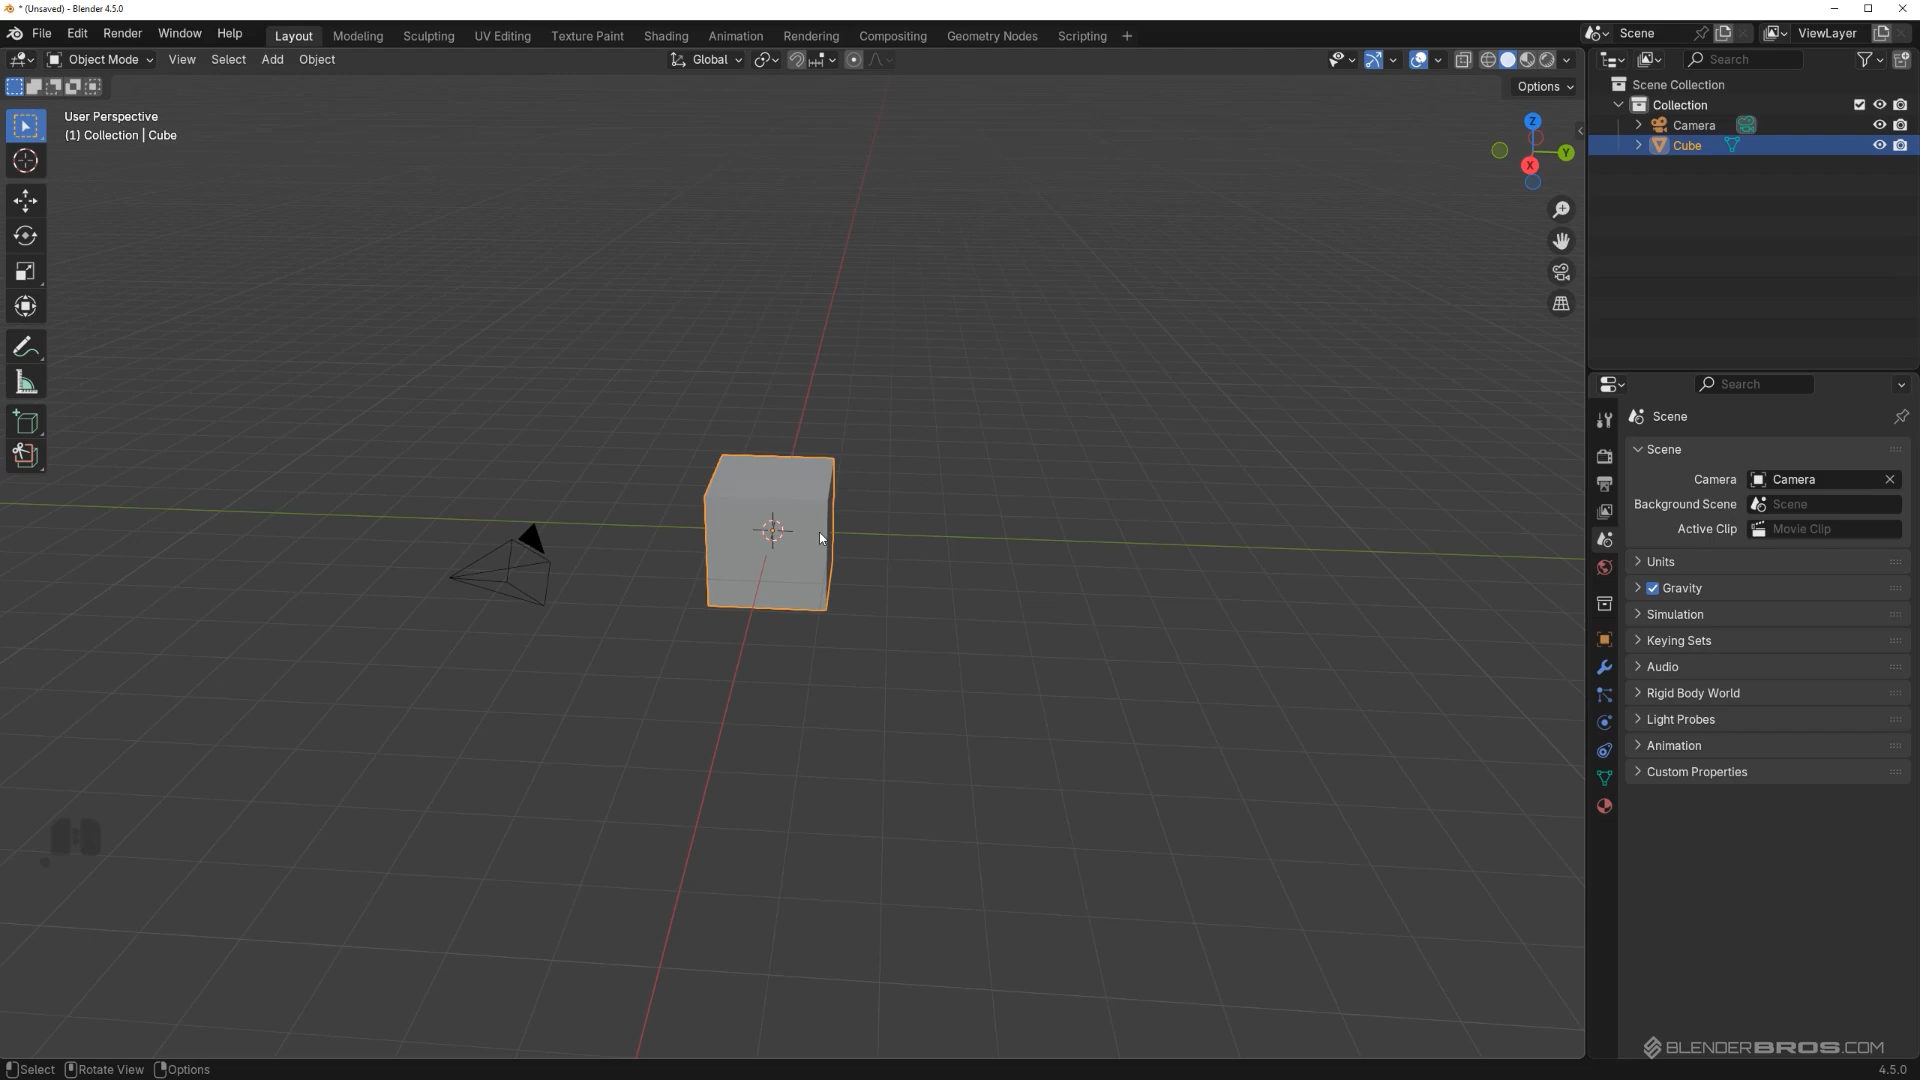 * (Unsaved) - Blender 4.5.0
File Edit Render Window Help Layout Modeling Sculpting UV Editing Texture Paint Shading Animation Rendering Compositing Geometry Nodes Scripting + Scene ViewLayer
Object Mode View Select Add Object Global Search
Options
User Perspective
(1) Collection | Cube
Z
Y
X
Scene Collection
Collection
Camera
Cube
Search
Scene
Scene
Camera Camera
Background Scene Scene
Active Clip Movie Clip
Units
Gravity
Simulation
Keying Sets
Audio
Rigid Body World
Light Probes
Animation
Custom Properties
BLENDERBROS.COM
Select Rotate View Options 4.5.0